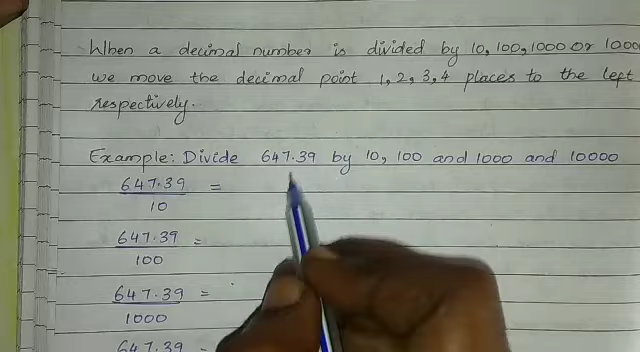 When a decimal number is divided by 10, 100, 1000 or 1000
we move the decimal point 1, 2, 3, 4 places to the left
respectively.
Example: Divide 647.39 by 10, 100 and 1000 and 10000
647.39 =
10
647.39 =
100
647.39 =
1000
647.39 =